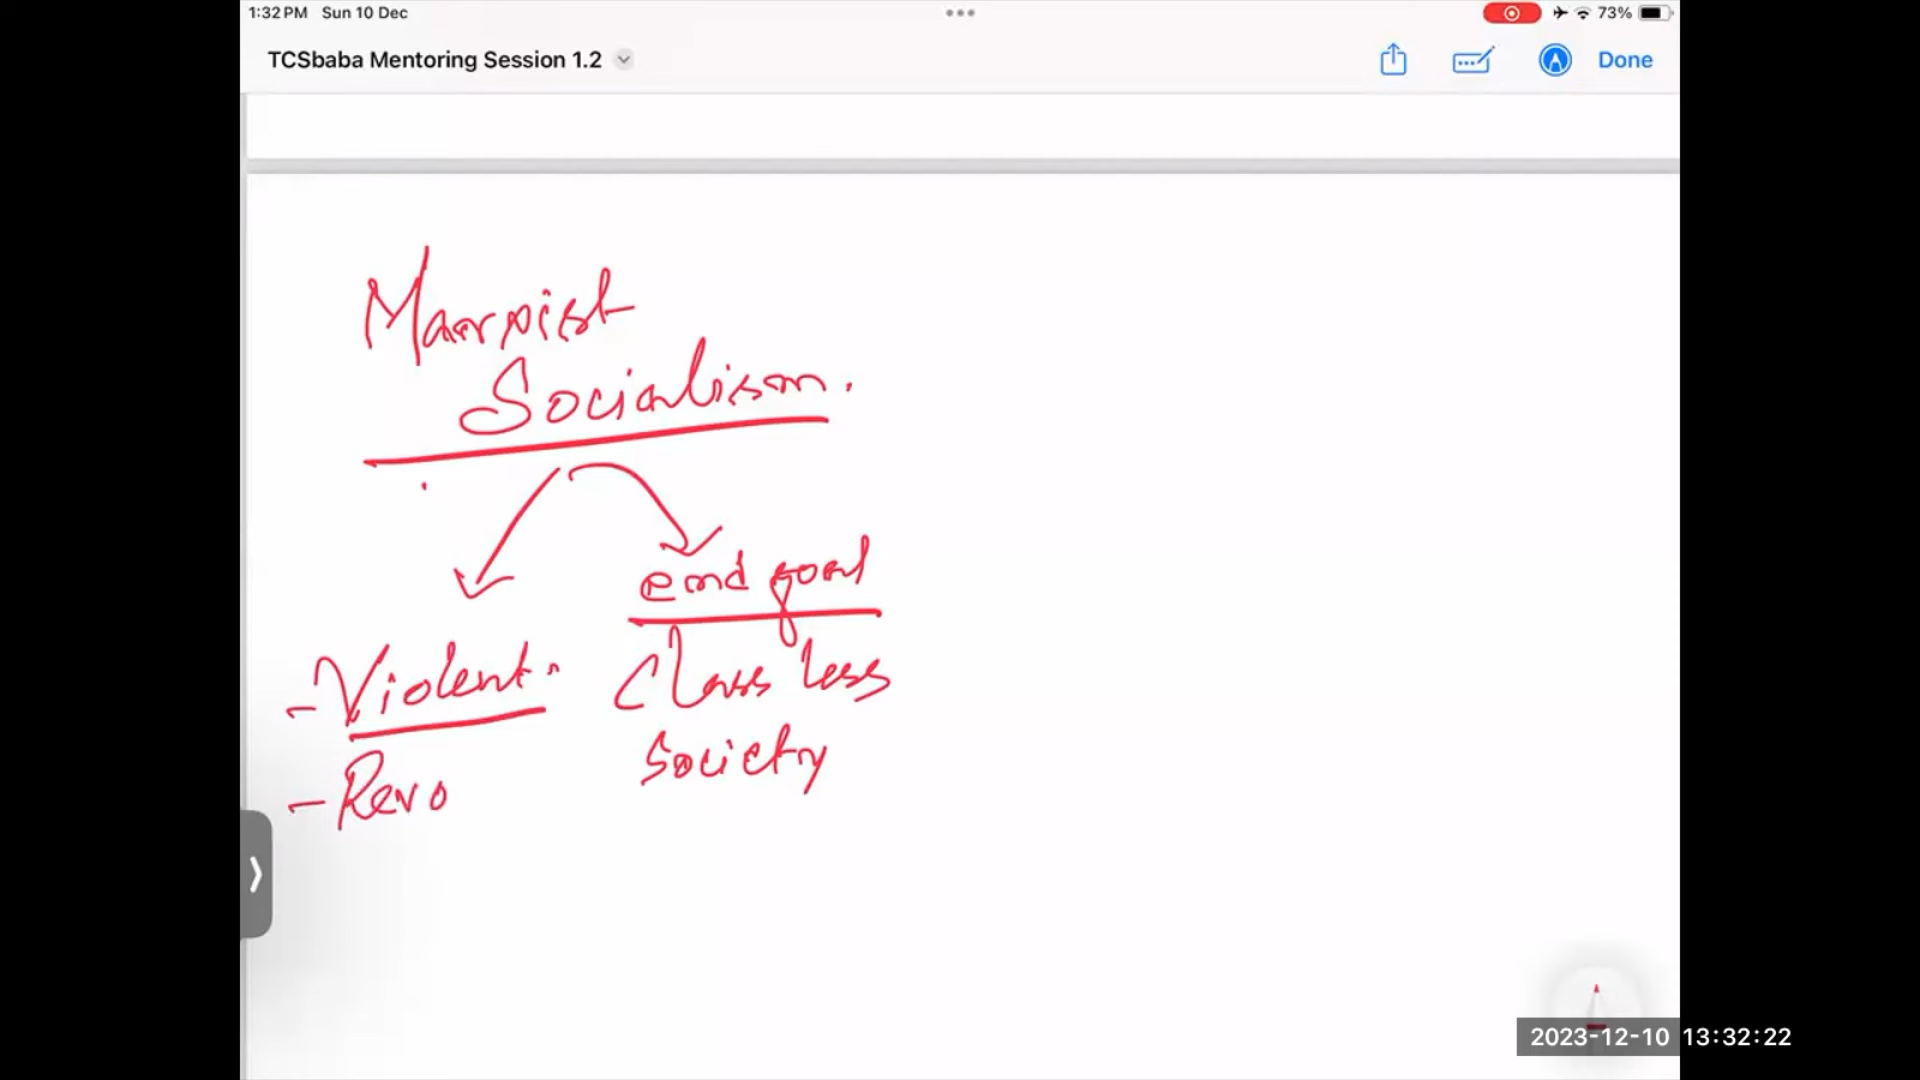 1:32 PM Sun 10 Dec
73%
TCSbaba Mentoring Session 1.2
Done
Marxist
Socialism.
end goal
- Violent.
Class less
society
- Revo
2023-12-10 13:32:22